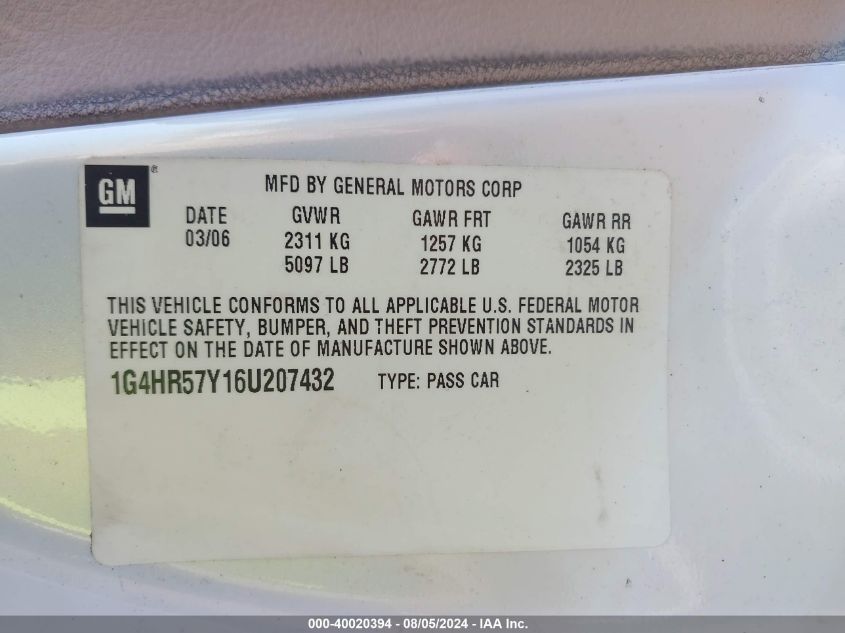 GM®
MFD BY GENERAL MOTORS CORP
DATE GVWR GAWR FRT GAWR RR
03/06 2311 KG 1257 KG 1054 KG
5097 LB 2772 LB 2325 LB
THIS VEHICLE CONFORMS TO ALL APPLICABLE U.S. FEDERAL MOTOR
VEHICLE SAFETY, BUMPER, AND THEFT PREVENTION STANDARDS IN
EFFECT ON THE DATE OF MANUFACTURE SHOWN ABOVE.
1G4HR57Y16U207432 TYPE: PASS CAR
000-40020394 - 08/05/2024 - IAA Inc.